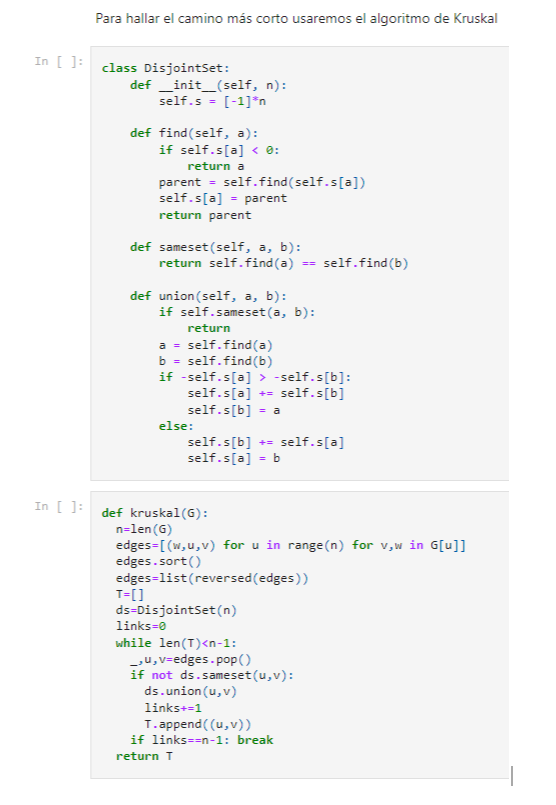 Para hallar el camino más corto usaremos el algoritmo de Kruskal
In [ ]:
class DisjointSet:
    def __init__(self, n):
        self.s = [-1]*n

    def find(self, a):
        if self.s[a] < 0:
            return a
        parent = self.find(self.s[a])
        self.s[a] = parent
        return parent

    def sameset(self, a, b):
        return self.find(a) == self.find(b)

    def union(self, a, b):
        if self.sameset(a, b):
            return
        a = self.find(a)
        b = self.find(b)
        if -self.s[a] > -self.s[b]:
            self.s[a] += self.s[b]
            self.s[b] = a
        else:
            self.s[b] += self.s[a]
            self.s[a] = b
In [ ]:
def kruskal(G):
  n=len(G)
  edges=[(w,u,v) for u in range(n) for v,w in G[u]]
  edges.sort()
  edges=list(reversed(edges))
  T=[]
  ds=DisjointSet(n)
  links=0
  while len(T)<n-1:
    _,u,v=edges.pop()
    if not ds.sameset(u,v):
      ds.union(u,v)
      links+=1
      T.append((u,v))
    if links==n-1: break
  return T